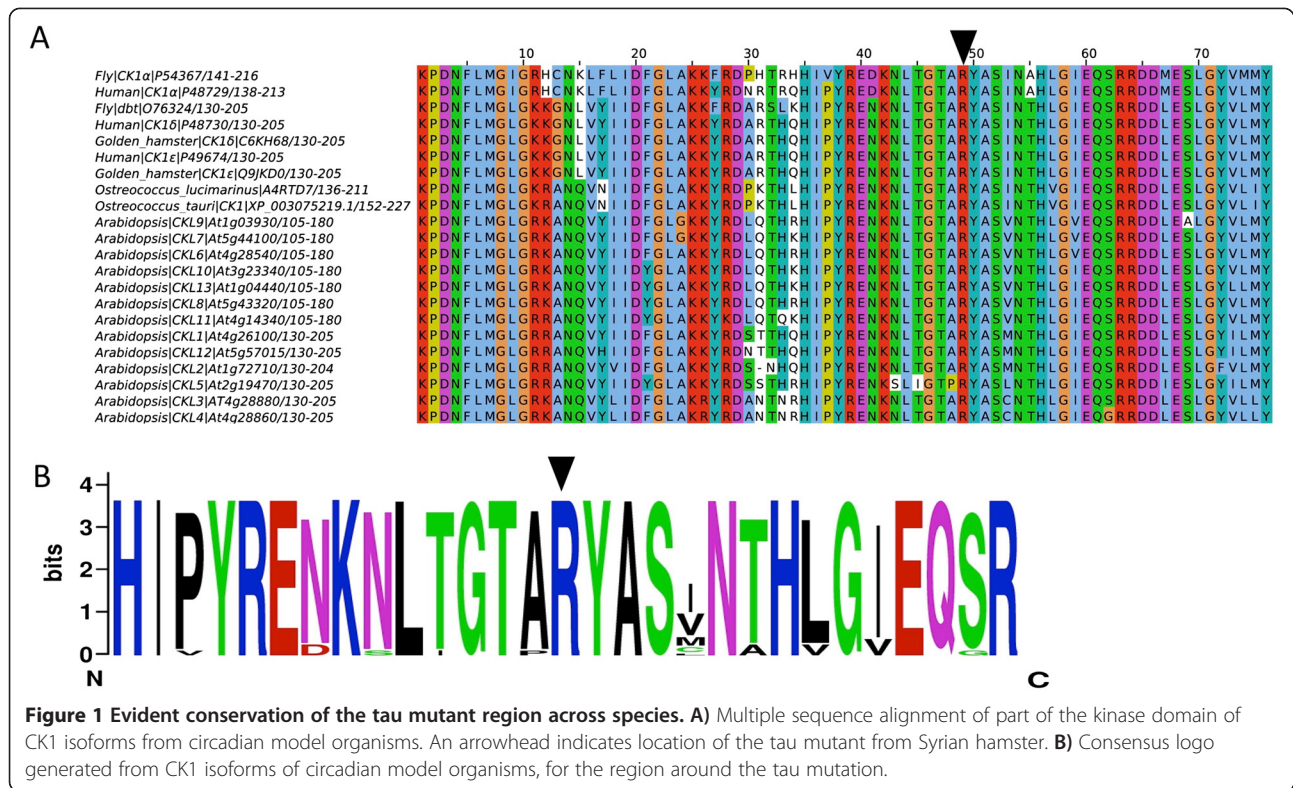 A
10 20 30 40 50 60 70
Fly|CK1α|P54367/141-216 KPDNFLMGIGRHCNKLFLIDFGLAKKFRDPHTRHHIVYREDKNLTGTARYASINAHLGIEQSRRDDMESLGYVMMY
Human|CK1α|P48729/138-213 KPDNFLMGIGRHCNKLFLIDFGLAKKYRDNRTRQHIPYREDKNLTGTARYASINAHLGIEQSRRDDMESLGYVLMY
Fly|dbt|O76324/130-205 KPDNFLMGLGKKGNLVYIIDFGLAKKFRDARSLKHIPYRENKNLTGTARYASINTHLGIEQSRRDDLESLGYVLMY
Human|CK1δ|P48730/130-205 KPDNFLMGLGKKGNLVYIIDFGLAKKYRDARTHQHIPYRENKNLTGTARYASINTHLGIEQSRRDDLESLGYVLMY
Golden_hamster|CK1δ|C6KH68/130-205 KPDNFLMGLGKKGNLVYIIDFGLAKKYRDARTHQHIPYRENKNLTGTARYASINTHLGIEQSRRDDLESLGYVLMY
Human|CK1ε|P49674/130-205 KPDNFLMGLGKKGNLVYIIDFGLAKKYRDARTHQHIPYRENKNLTGTARYASINTHLGIEQSRRDDLESLGYVLMY
Golden_hamster|CK1ε|Q9JKD0/130-205 KPDNFLMGLGKKGNLVYIIDFGLAKKYRDARTHQHIPYRENKNLTGTARYASINTHLGIEQSRRDDLESLGYVLMY
Ostreococcus_lucimarinus|A4RTD7/136-211 KPDNFLMGLGKRANQVNIIDFGLAKKYRDPKTHLHIPYRENKNLTGTARYASINTHVGIEQSRRDDLESLGYVLIY
Ostreococcus_tauri|CK1|XP_003075219.1/152-227 KPDNFLMGLGKRANQVNIIDFGLAKKYRDPKTHLHIPYRENKNLTGTARYASINTHVGIEQSRRDDLESLGYVLIY
Arabidopsis|CKL9|At1g03930/105-180 KPDNFLMGLGRKANQVYIIDFGLGKKYRDLQTHRHIPYRENKNLTGTARYASVNTHLGVEQSRRDDLEALGYVLMY
Arabidopsis|CKL7|At5g44100/105-180 KPDNFLMGLGRKANQVYIIDFGLGKKYRDLQTHKHIPYRENKNLTGTARYASVNTHLGVEQSRRDDLESLGYVLMY
Arabidopsis|CKL6|At4g28540/105-180 KPDNFLMGLGRKANQVYIIDFGLAKKYRDLQTHRHIPYRENKNLTGTARYASVNTHLGIEQSRRDDLESLGYVLMY
Arabidopsis|CKL10|At3g23340/105-180 KPDNFLMGLGRKANQVYIIDYGLAKKYRDLQTHRHIPYRENKNLTGTARYASVNTHLGIEQSRRDDLESLGYVLMY
Arabidopsis|CKL13|At1g04440/105-180 KPDNFLMGLGRKANQVYIIDYGLAKKYRDLQTHRHIPYRENKNLTGTARYASVNTHLGIEQSRRDDLESLGYVLMY
Arabidopsis|CKL8|At5g43320/105-180 KPDNFLMGLGRKANQVYIIDYGLAKKYRDLQTHRHIPYRENKNLTGTARYASVNTHLGIEQSRRDDLESLGYVLMY
Arabidopsis|CKL11|At4g14340/105-180 KPDNFLMGLGRRANQVYIIDYGLAKKYKDLQTQKHIPYRENKNLTGTARYASVNTHLGIEQSRRDDLESLGYVLMY
Arabidopsis|CKL1|At4g26100/130-205 KPDNFLMGLGRRANQVYIIDFGLAKKYRDSTTHQHIPYRENKNLTGTARYASMNTHLGIEQSRRDDLESLGYVLMY
Arabidopsis|CKL12|At5g57015/130-205 KPDNFLMGLGRRANQVHIIDFGLAKKYRDNTTHQHIPYRENKNLTGTARYASMNTHLGIEQSRRDDLESLGYILMY
Arabidopsis|CKL2|At1g72710/130-204 KPDNFLMGLGRRANQVYVIDFGLAKKYRDS-NHQHIPYRENKNLTGTARYASMNTHLGIEQSRRDDLESLGFVLMY
Arabidopsis|CKL5|At2g19470/130-205 KPDNFLMGLGRKANQVYIIDYGLAKKYRDSSTHRHIPYRENKSLIGTPRYASLNTHLGIEQSRRDDIESLGYILMY
Arabidopsis|CKL3|AT4g28880/130-205 KPDNFLMGLGRKANQVYLIDFGLAKRYRDANTNRHIPYRENKNLTGTARYASCNTHLGIEQSRRDDLESLGYVLLY
Arabidopsis|CKL4|At4g28860/130-205 KPDNFLMGLGRKANQVYLIDFGLAKRYRDANTNRHIPYRENKNLTGTARYASCNTHLGIEQGRRDDLESLGYVLLY
B
bits
4
3
2
1
0
HIPYRENKNLTGTARYASINTHLGIEQSR
V D S I P V M C L A V V G
N C
Figure 1 Evident conservation of the tau mutant region across species. A) Multiple sequence alignment of part of the kinase domain of
CK1 isoforms from circadian model organisms. An arrowhead indicates location of the tau mutant from Syrian hamster. B) Consensus logo
generated from CK1 isoforms of circadian model organisms, for the region around the tau mutation.